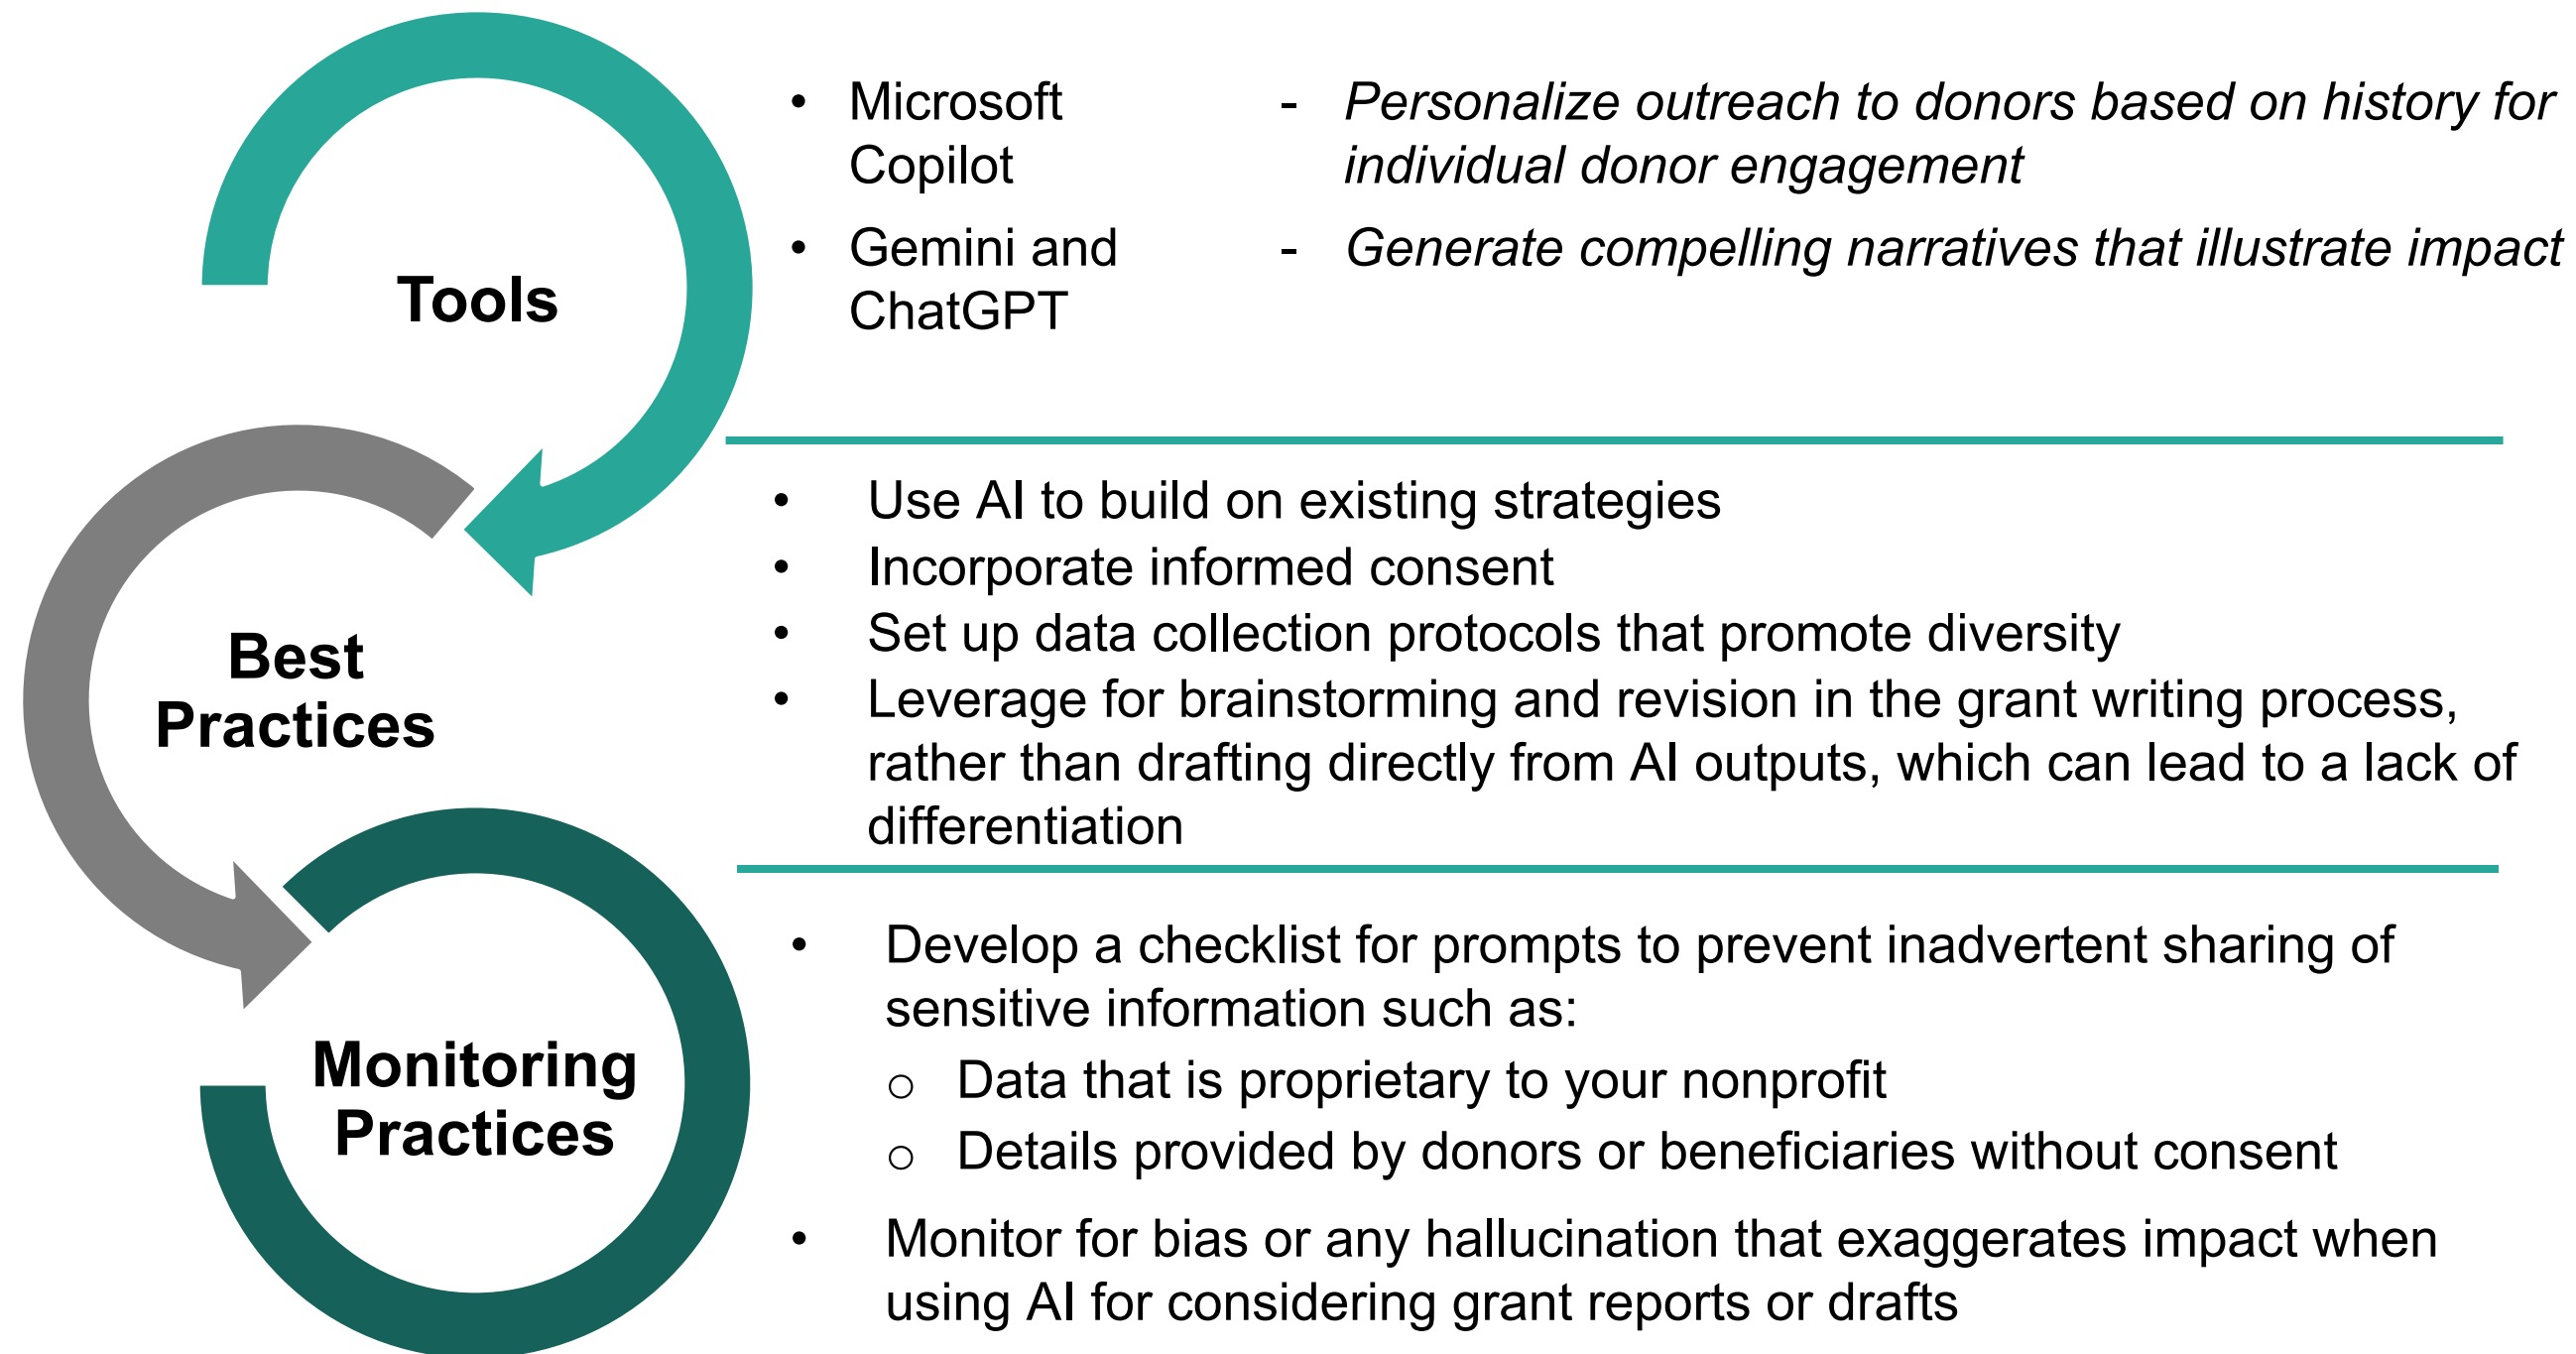 Tools
• Microsoft Copilot - Personalize outreach to donors based on history for
individual donor engagement
• Gemini and ChatGPT - Generate compelling narratives that illustrate impact
Best
Practices
• Use AI to build on existing strategies
• Incorporate informed consent
• Set up data collection protocols that promote diversity
• Leverage for brainstorming and revision in the grant writing process,
rather than drafting directly from AI outputs, which can lead to a lack of
differentiation
Monitoring
Practices
• Develop a checklist for prompts to prevent inadvertent sharing of
sensitive information such as:
o Data that is proprietary to your nonprofit
o Details provided by donors or beneficiaries without consent
• Monitor for bias or any hallucination that exaggerates impact when
using AI for considering grant reports or drafts